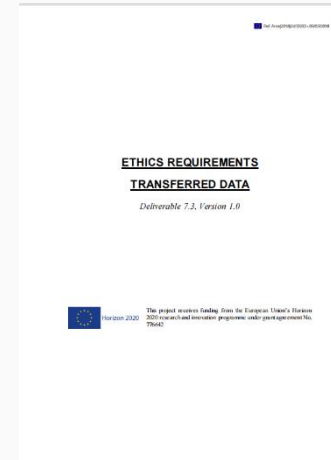 ETHICS REQUIREMENTS
TRANSFERRED DATA
Deliverable 7.3, Version 1.0
Horizon 2020
This project receives funding from the European Union's Horizon
2020 research and innovation programme under grant agreement No.
776642